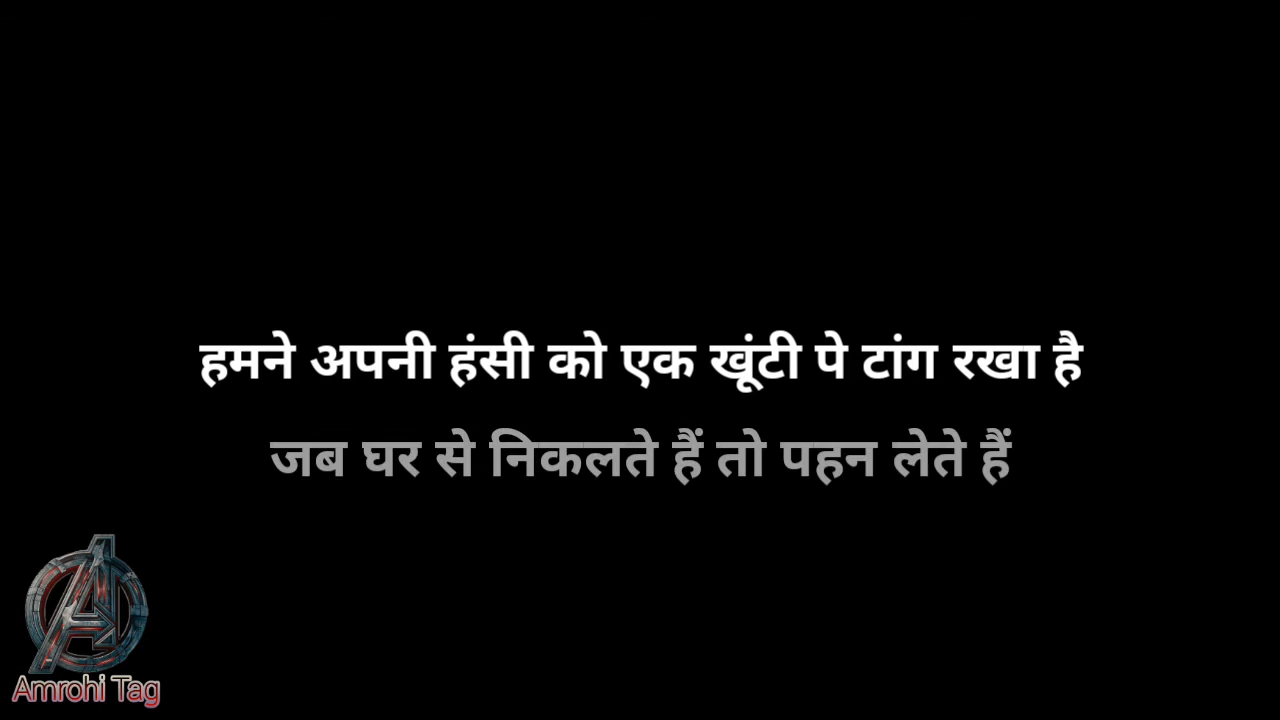 हमने अपनी हंसी को एक खूंटी पे टांग रखा है
जब घर से निकलते हैं तो पहन लेते हैं
Amrohi Tag